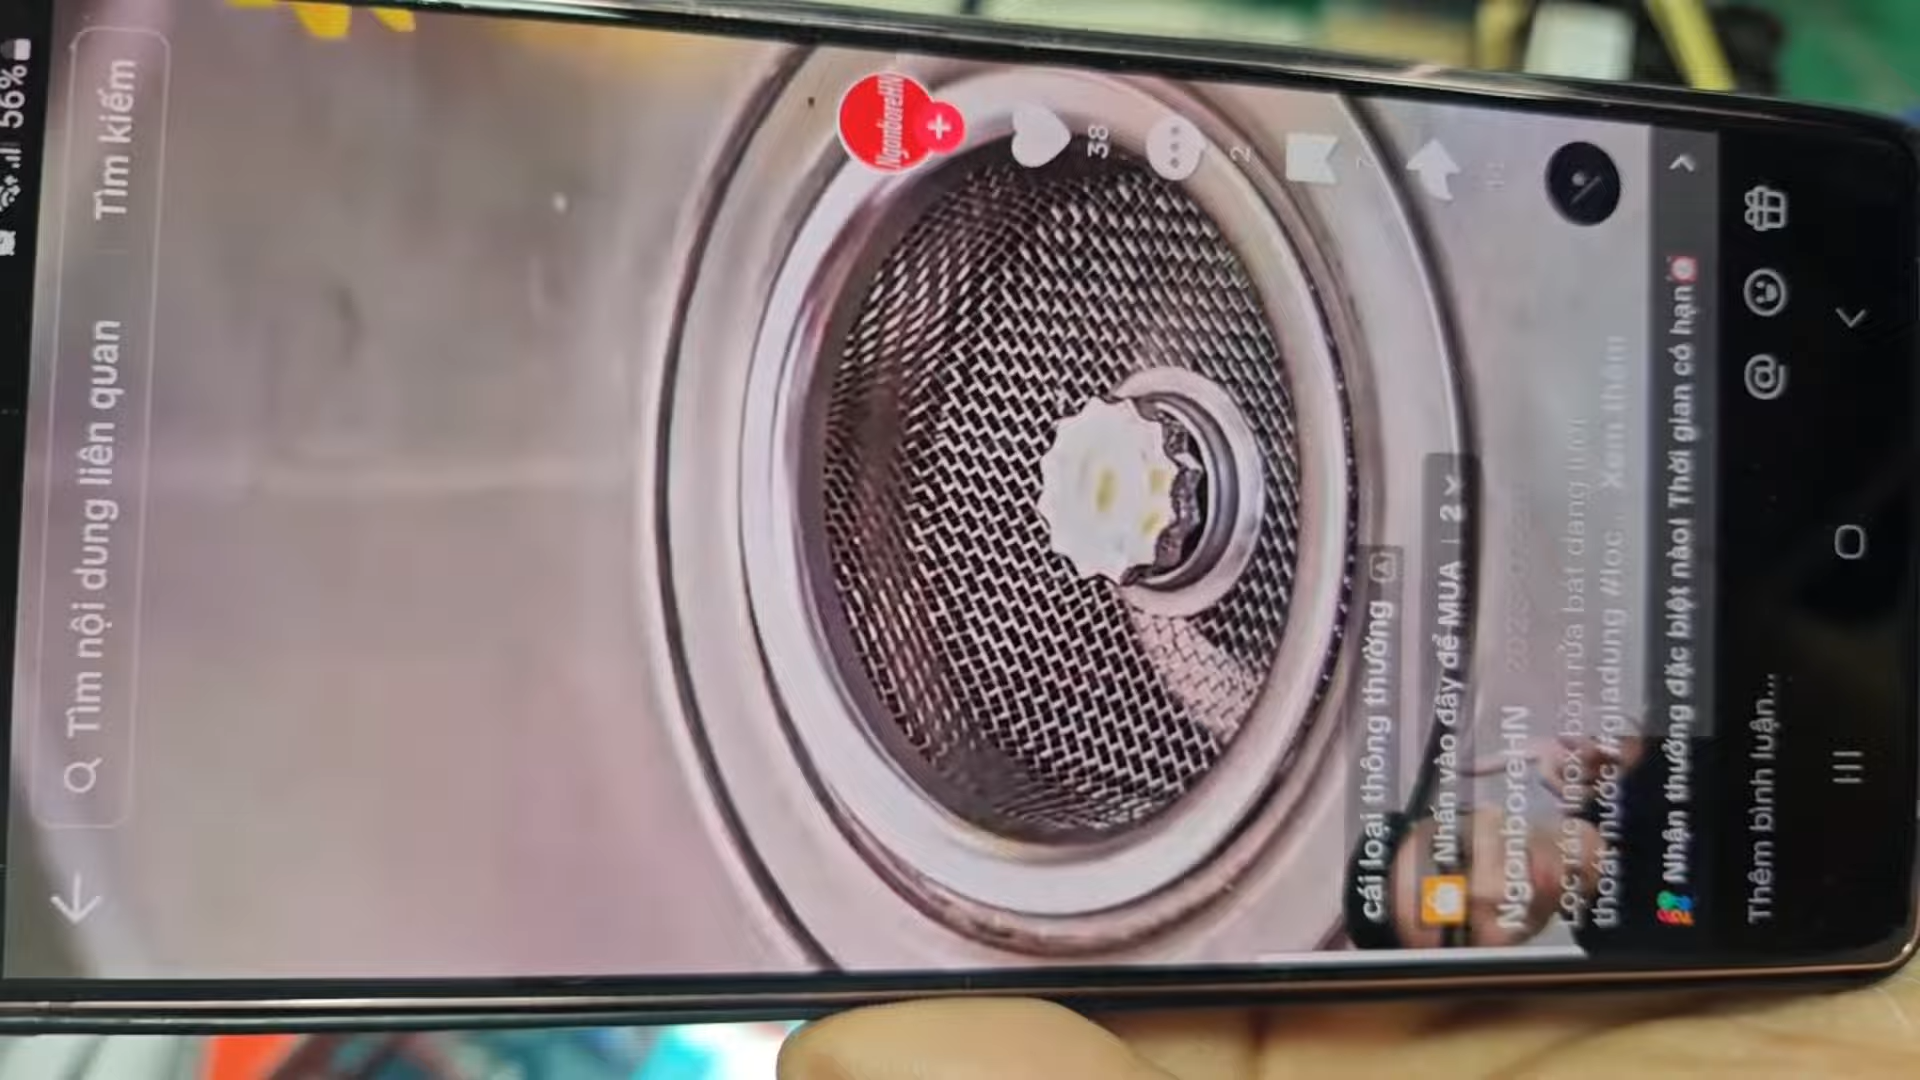 56%
Tìm nội dung liên quan
Tìm kiếm
NgonboreHN
38
2
7
cái loại thông thường
Nhấn vào đây để MUA | 2
NgonboreHN
Lọc rác Inox bồn rửa bát dạng lưới
thoát nước #giadung #loc... Xem thêm
Nhận thưởng đặc biệt nào! Thời gian có hạn
Thêm bình luận...